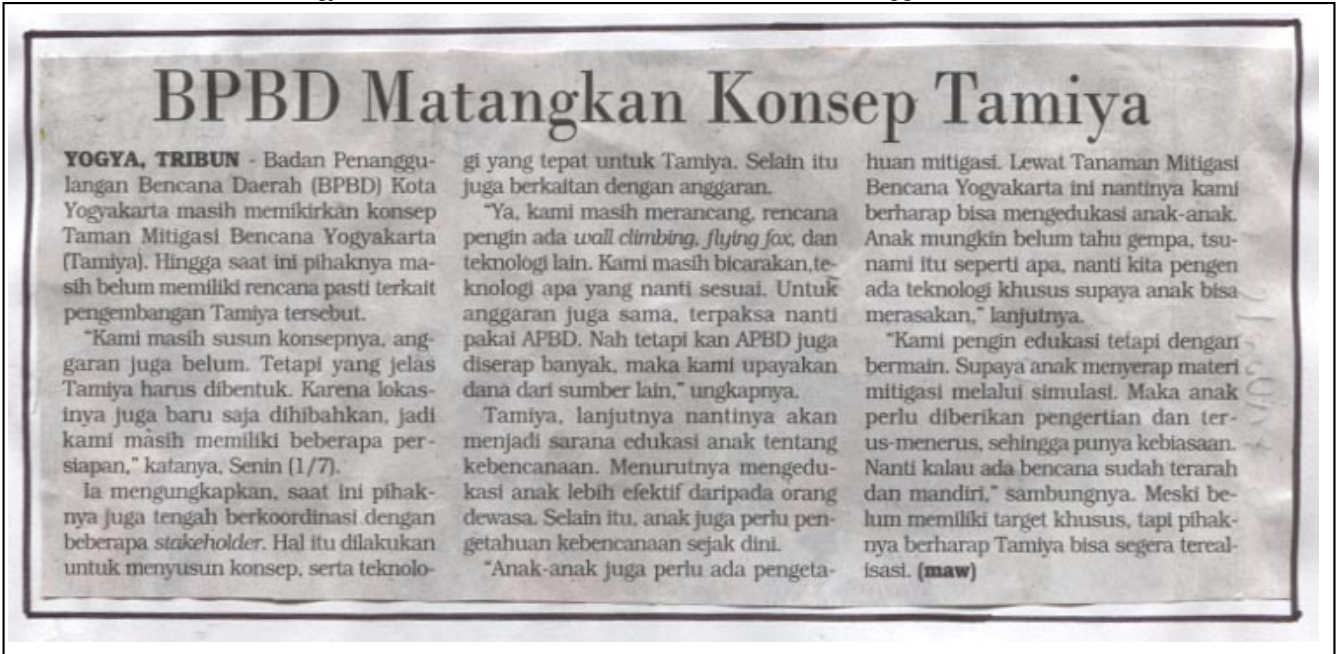 BPBD Matangkan Konsep Tamiya
YOGYA, TRIBUN - Badan Penanggu-
langan Bencana Daerah (BPBD) Kota
Yogyakarta masih memikirkan konsep
Taman Mitigasi Bencana Yogyakarta
(Tamiya). Hingga saat ini pihaknya ma-
sih belum memiliki rencana pasti terkait
pengembangan Tamiya tersebut.
"Kami masih susun konsepnya, ang-
garan juga belum. Tetapi yang jelas
Tamiya harus dibentuk. Karena lokas-
inya juga baru saja dihibahkan, jadi
kami masih memiliki beberapa per-
siapan," katanya, Senin (1/7).
Ia mengungkapkan, saat ini pihak-
nya juga tengah berkoordinasi dengan
beberapa stakeholder. Hal itu dilakukan
untuk menyusun konsep, serta teknolo-
gi yang tepat untuk Tamiya. Selain itu
juga berkaitan dengan anggaran.
"Ya, kami masih merancang, rencana
pengin ada wall climbing, flying fox, dan
teknologi lain. Kami masih bicarakan,te-
knologi apa yang nanti sesuai. Untuk
anggaran juga sama, terpaksa nanti
pakai APBD. Nah tetapi kan APBD juga
diserap banyak, maka kami upayakan
dana dari sumber lain," ungkapnya.
Tamiya, lanjutnya nantinya akan
menjadi sarana edukasi anak tentang
kebencanaan. Menurutnya mengedu-
kasi anak lebih efektif daripada orang
dewasa. Selain itu, anak juga perlu pen-
getahuan kebencanaan sejak dini.
"Anak-anak juga perlu ada pengeta-
huan mitigasi. Lewat Tanaman Mitigasi
Bencana Yogyakarta ini nantinya kami
berharap bisa mengedukasi anak-anak.
Anak mungkin belum tahu gempa, tsu-
nami itu seperti apa, nanti kita pengen
ada teknologi khusus supaya anak bisa
merasakan," lanjutnya.
"Kami pengin edukasi tetapi dengan
bermain. Supaya anak menyerap materi
mitigasi melalui simulasi. Maka anak
perlu diberikan pengertian dan ter-
us-menerus, sehingga punya kebiasaan.
Nanti kalau ada bencana sudah terarah
dan mandiri," sambungnya. Meski be-
lum memiliki target khusus, tapi pihak-
nya berharap Tamiya bisa segera tereal-
isasi. (maw)